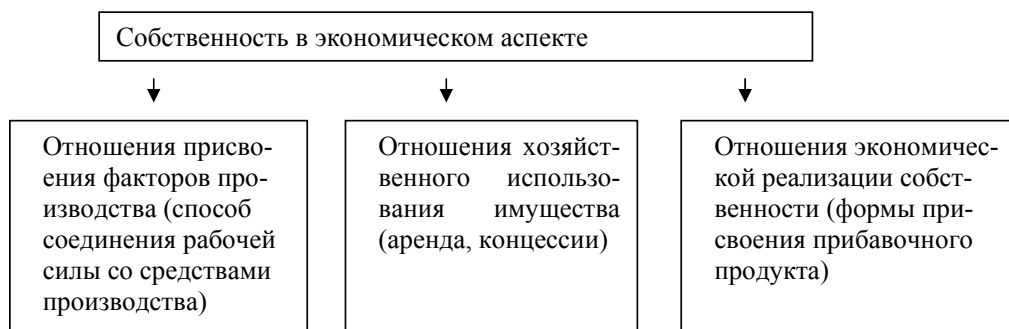 Собственность в экономическом аспекте
Отношения присво-
ения факторов про-
изводства (способ
соединения рабочей
силы со средствами
производства)
Отношения хозяйст-
венного использо-
вания имущества
(аренда, концессии)
Отношения экономичес-
кой реализации собст-
венности (формы при-
своения прибавочного
продукта)